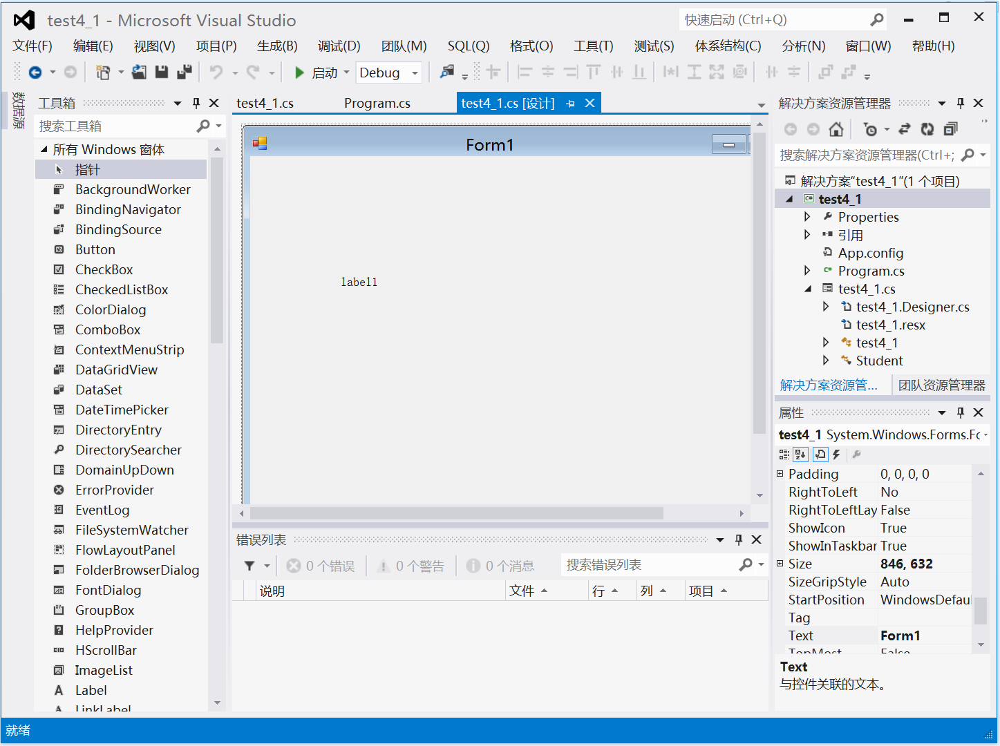 test4_1 - Microsoft Visual Studio
快速启动 (Ctrl+Q)
文件(F) 编辑(E) 视图(V) 项目(P) 生成(B) 调试(D) 团队(M) SQL(Q) 格式(O) 工具(T) 测试(S) 体系结构(C) 分析(N) 窗口(W) 帮助(H)
启动 Debug
数据源
工具箱
搜索工具箱
所有 Windows 窗体
指针
BackgroundWorker
BindingNavigator
BindingSource
Button
CheckBox
CheckedListBox
ColorDialog
ComboBox
ContextMenuStrip
DataGridView
DataSet
DateTimePicker
DirectoryEntry
DirectorySearcher
DomainUpDown
ErrorProvider
EventLog
FileSystemWatcher
FlowLayoutPanel
FolderBrowserDialog
FontDialog
GroupBox
HelpProvider
HScrollBar
ImageList
Label
LinkLabel
test4_1.cs Program.cs test4_1.cs [设计]
Form1
label1
错误列表
0 个错误 0 个警告 0 个消息 搜索错误列表
说明 文件 行 列 项目
解决方案资源管理器
搜索解决方案资源管理器(Ctrl+;
解决方案“test4_1”(1 个项目)
test4_1
Properties
引用
App.config
Program.cs
test4_1.cs
test4_1.Designer.cs
test4_1.resx
test4_1
Student
解决方案资源管... 团队资源管理器
属性
test4_1 System.Windows.Forms.Fc
Padding 0, 0, 0, 0
RightToLeft No
RightToLeftLay False
ShowIcon True
ShowInTaskbar True
Size 846, 632
SizeGripStyle Auto
StartPosition WindowsDefau
Tag
Text Form1
TopMost False
Text
与控件关联的文本。
就绪